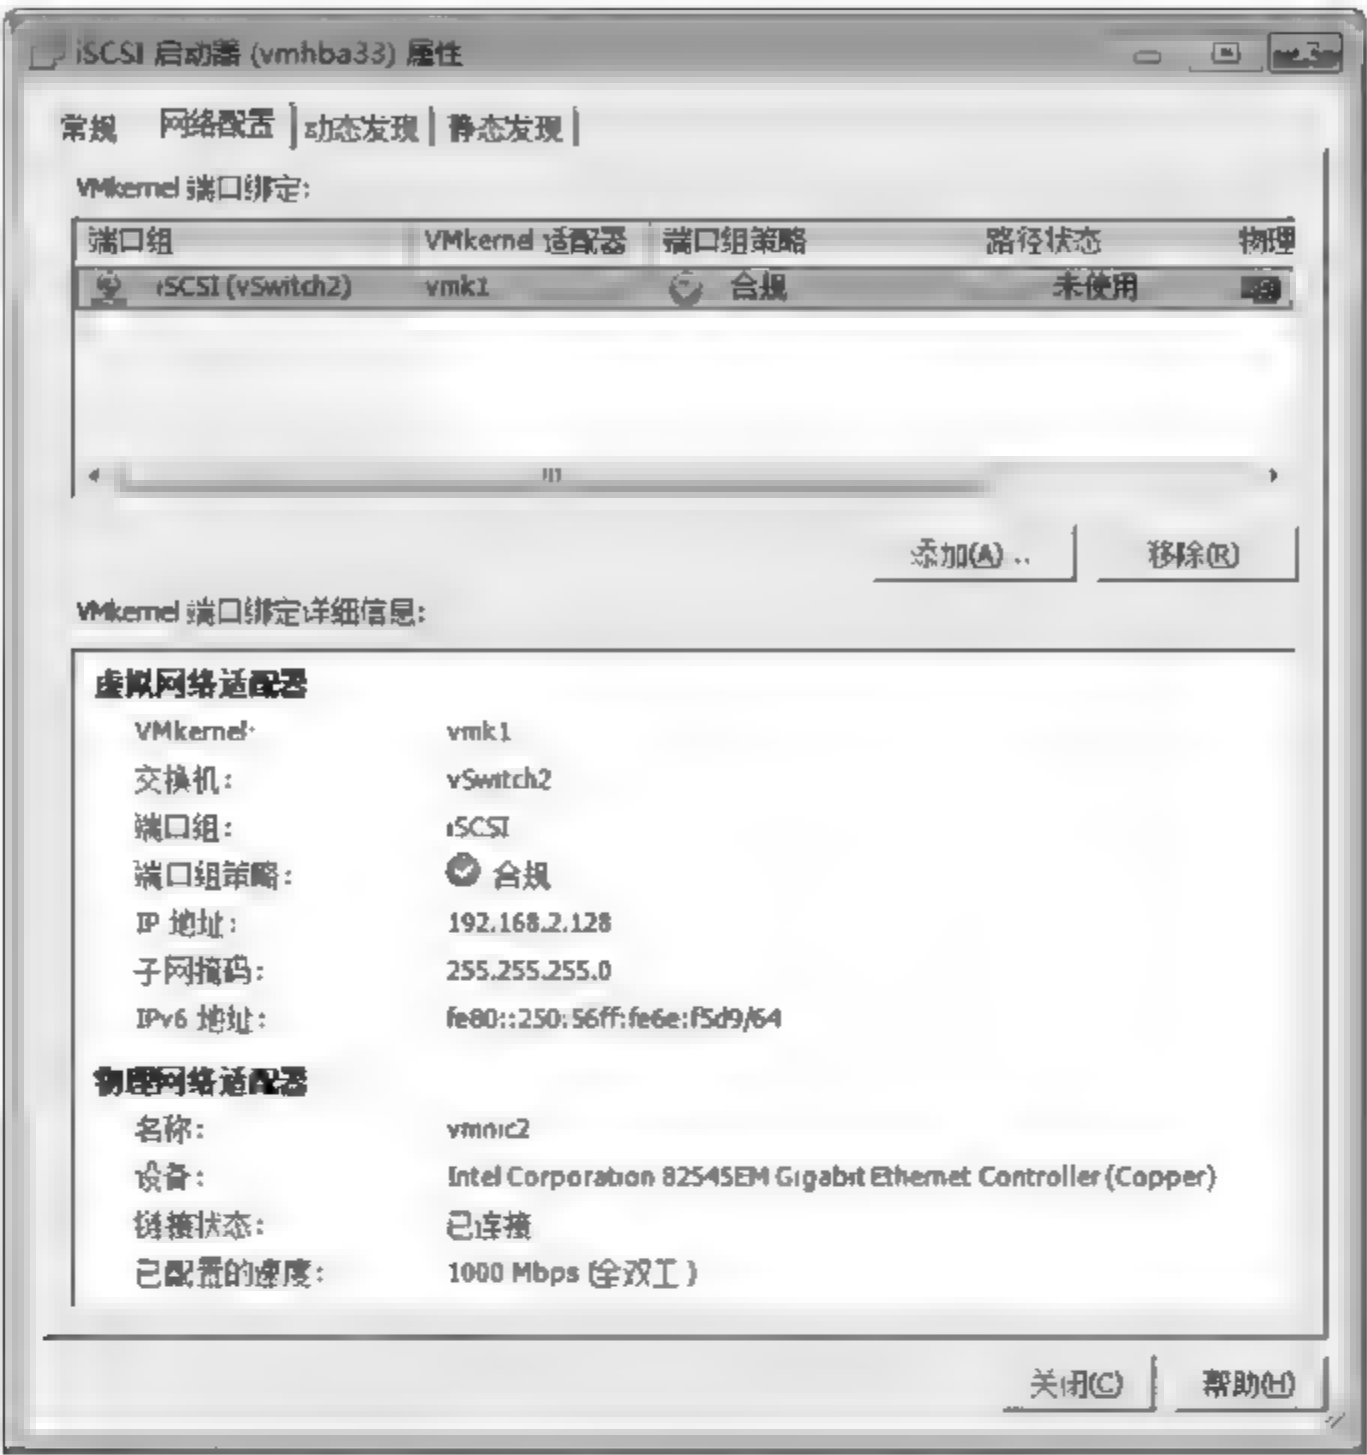 iSCSI 启动器 (vmhba33) 属性
常规 网络配置 动态发现 静态发现
VMkernel 端口绑定:
端口组 VMkernel 适配器 端口组策略 路径状态 物理
iSCSI (vSwitch2) vmk1 合规 未使用
添加(A)...
移除(R)
VMkernel 端口绑定详细信息:
虚拟网络适配器
VMkernel: vmk1
交换机: vSwitch2
端口组: iSCSI
端口组策略: 合规
IP 地址: 192.168.2.128
子网掩码: 255.255.255.0
IPv6 地址: fe80::250:56ff:fe6e:f5d9/64
物理网络适配器
名称: vmnic2
设备: Intel Corporation 82545EM Gigabit Ethernet Controller (Copper)
链接状态: 已连接
已配置的速度: 1000 Mbps (全双工)
关闭(C) 帮助(H)